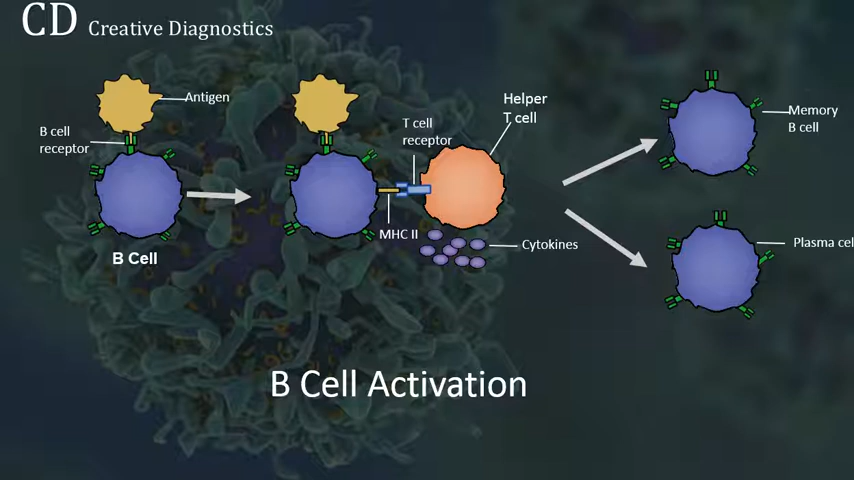 CD Creative Diagnostics
Antigen
B cell
receptor
B Cell
T cell
receptor
MHC II
Helper
T cell
Cytokines
Memory
B cell
Plasma cel
B Cell Activation